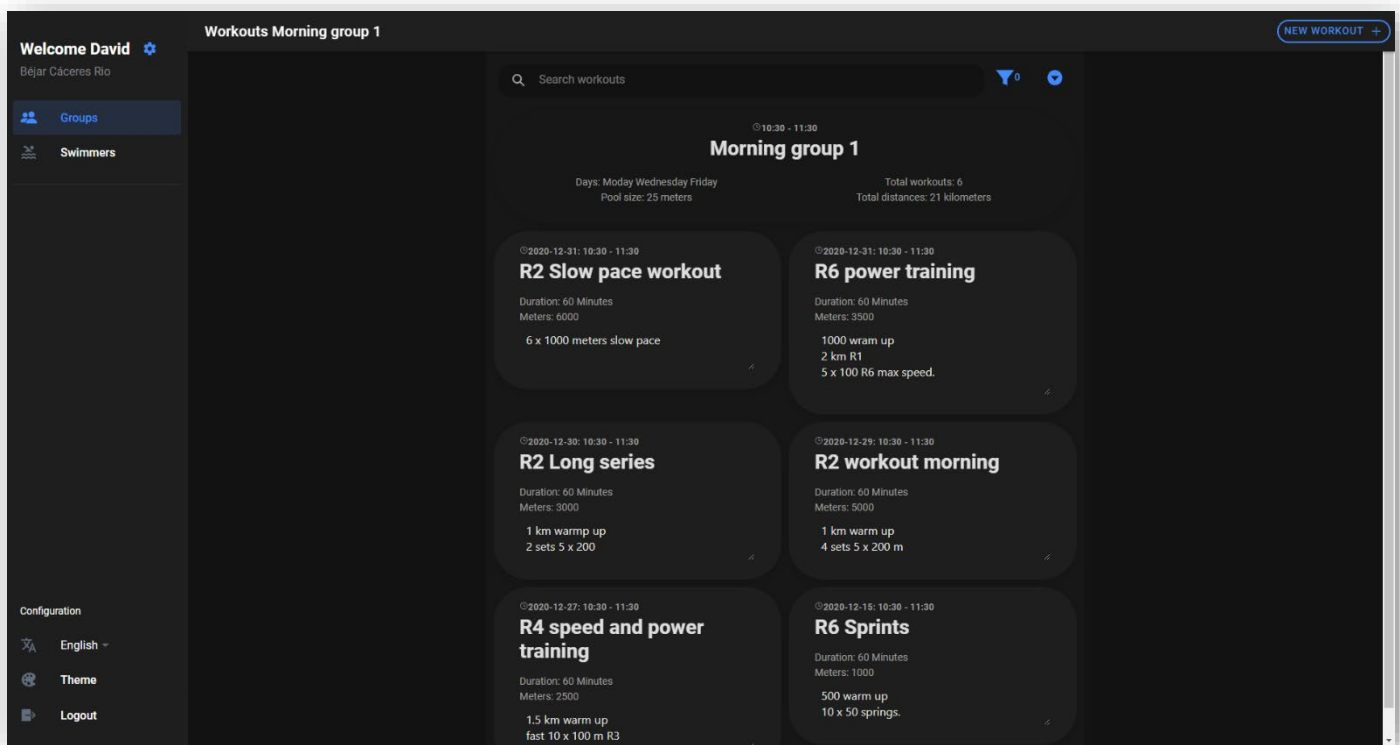 Welcome David
Béjar Cáceres Rio
Groups
Swimmers
Configuration
English
Theme
Logout
Workouts Morning group 1
NEW WORKOUT +
Search workouts
0
10:30 - 11:30
Morning group 1
Days: Moday Wednesday Friday
Pool size: 25 meters
Total workouts: 6
Total distances: 21 kilometers
2020-12-31: 10:30 - 11:30
R2 Slow pace workout
Duration: 60 Minutes
Meters: 6000
6 x 1000 meters slow pace
2020-12-31: 10:30 - 11:30
R6 power training
Duration: 60 Minutes
Meters: 3500
1000 wram up
2 km R1
5 x 100 R6 max speed.
2020-12-30: 10:30 - 11:30
R2 Long series
Duration: 60 Minutes
Meters: 3000
1 km warmp up
2 sets 5 x 200
2020-12-29: 10:30 - 11:30
R2 workout morning
Duration: 60 Minutes
Meters: 5000
1 km warm up
4 sets 5 x 200 m
2020-12-27: 10:30 - 11:30
R4 speed and power
training
Duration: 60 Minutes
Meters: 2500
1.5 km warm up
fast 10 x 100 m R3
2020-12-15: 10:30 - 11:30
R6 Sprints
Duration: 60 Minutes
Meters: 1000
500 warm up
10 x 50 springs.